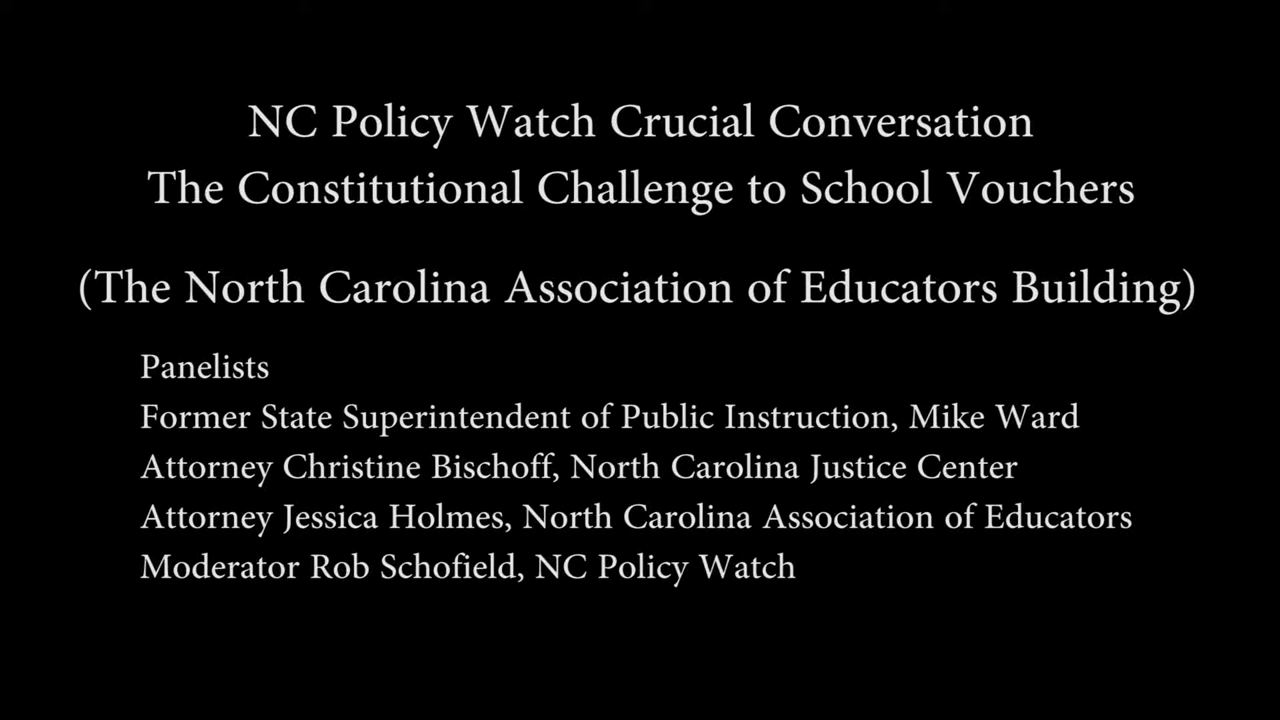 NC Policy Watch Crucial Conversation
The Constitutional Challenge to School Vouchers
(The North Carolina Association of Educators Building)
Panelists
Former State Superintendent of Public Instruction, Mike Ward
Attorney Christine Bischoff, North Carolina Justice Center
Attorney Jessica Holmes, North Carolina Association of Educators
Moderator Rob Schofield, NC Policy Watch